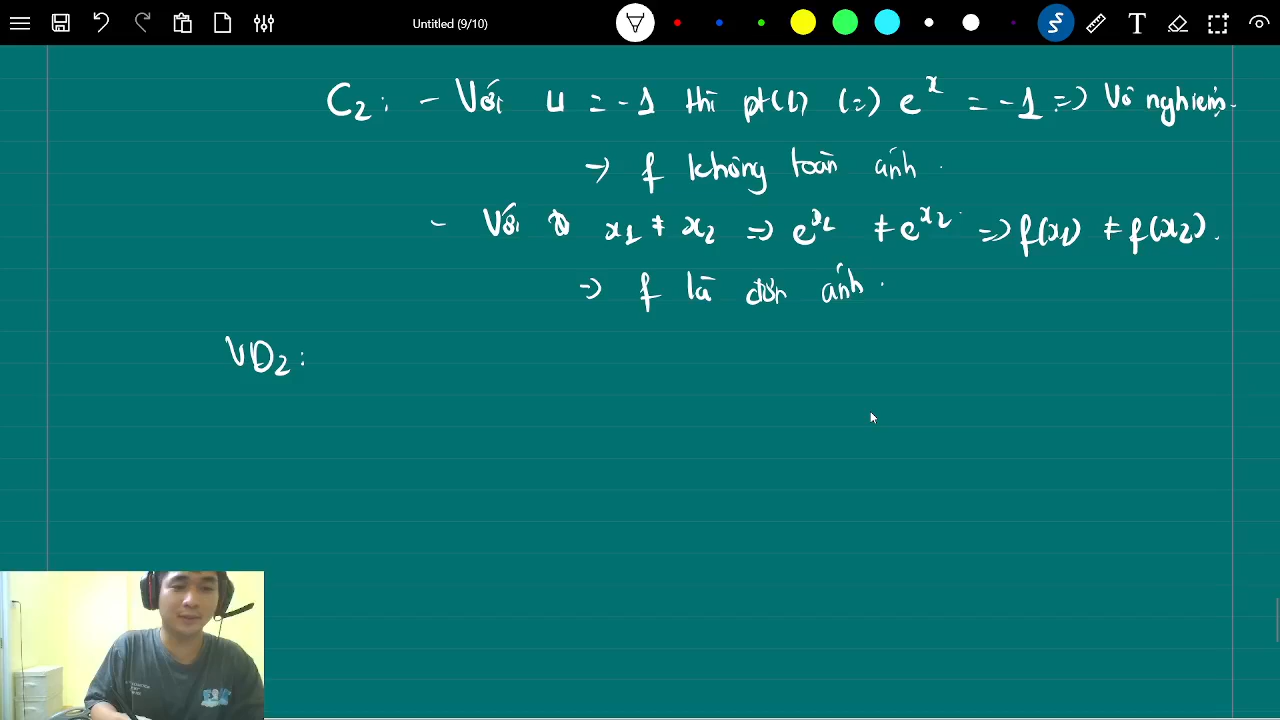 Untitled (9/10)
C₂: - Với u = -1 thì pt(1) (=) eˣ = -1 => Vô nghiệm.
→ f không toàn ánh.
- Với x₁ ≠ x₂ => e^x₁ ≠ e^x₂ => f(x₁) ≠ f(x₂).
=> f là đơn ánh.
VD₂: